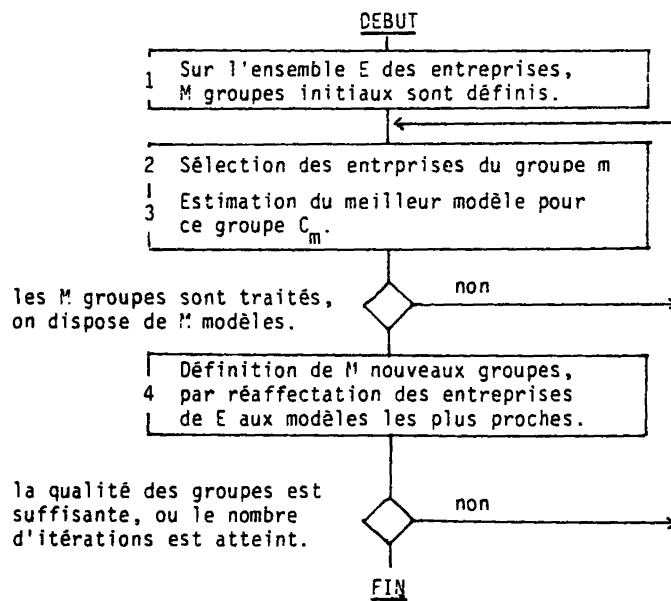 DEBUT
1 Sur l'ensemble E des entreprises,
M groupes initiaux sont définis.
2 Sélection des entrprises du groupe m
3 Estimation du meilleur modèle pour
ce groupe Cm.
les M groupes sont traités,
on dispose de M modèles.
non
Définition de M nouveaux groupes,
4 par réaffectation des entreprises
de E aux modèles les plus proches.
la qualité des groupes est
suffisante, ou le nombre
d'itérations est atteint.
non
FIN